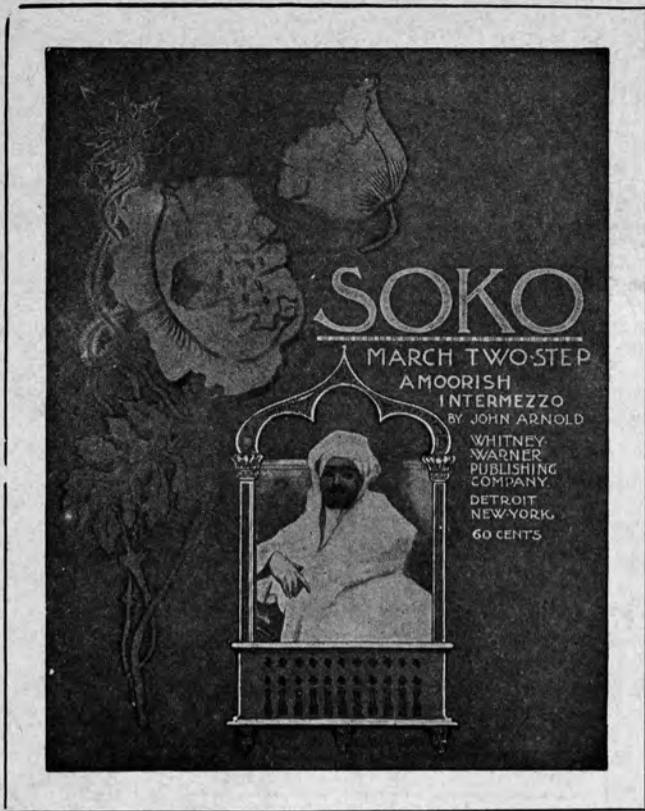 SOKO
MARCH TWO-STEP
A MOORISH
INTERMEZZO
BY JOHN ARNOLD
WHITNEY-
WARNER
PUBLISHING
COMPANY.
DETROIT
NEW-YORK,
60 CENTS